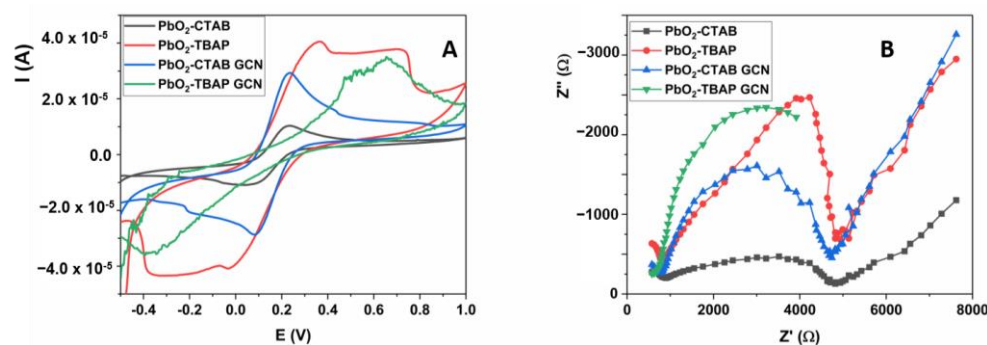 PbO₂-CTAB
PbO₂-TBAP
PbO₂-CTAB GCN
PbO₂-TBAP GCN
A
I (A)
4.0 10⁻⁵
2.0 10⁻⁵
0.0
−2.0 10⁻⁵
−4.0 10⁻⁵
-0.4 -0.2 0.0 0.2 0.4 0.6 0.8 1.0
E (V)
PbO₂-CTAB
PbO₂-TBAP
PbO₂-CTAB GCN
PbO₂-TBAP GCN
B
Z'' (Ω)
−3000
−2000
−1000
0
0 2000 4000 6000 8000
Z' (Ω)